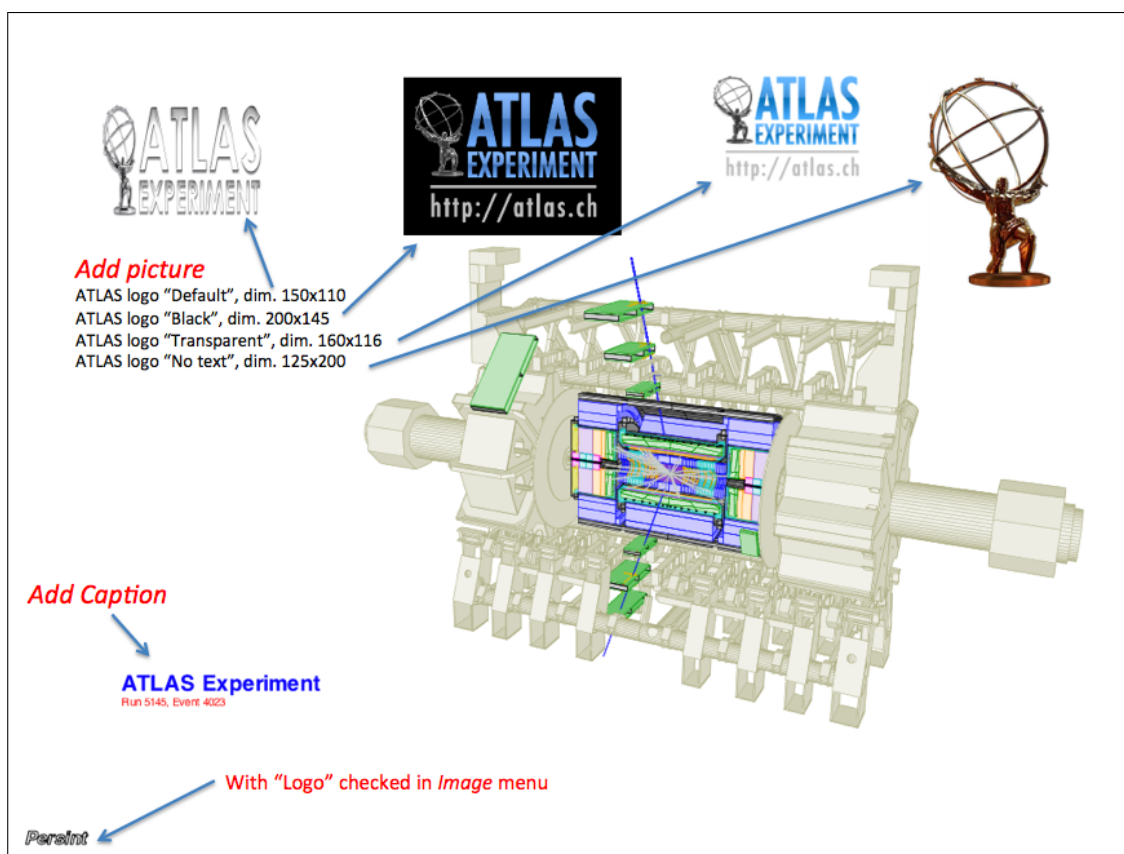 ATLAS
EXPERIMENT
ATLAS
EXPERIMENT
http://atlas.ch
ATLAS
EXPERIMENT
http://atlas.ch
Add picture
ATLAS logo “Default”, dim. 150x110
ATLAS logo “Black”, dim. 200x145
ATLAS logo “Transparent”, dim. 160x116
ATLAS logo “No text”, dim. 125x200
Add Caption
ATLAS Experiment
Run 5145, Event 4023
With “Logo” checked in Image menu
Persint